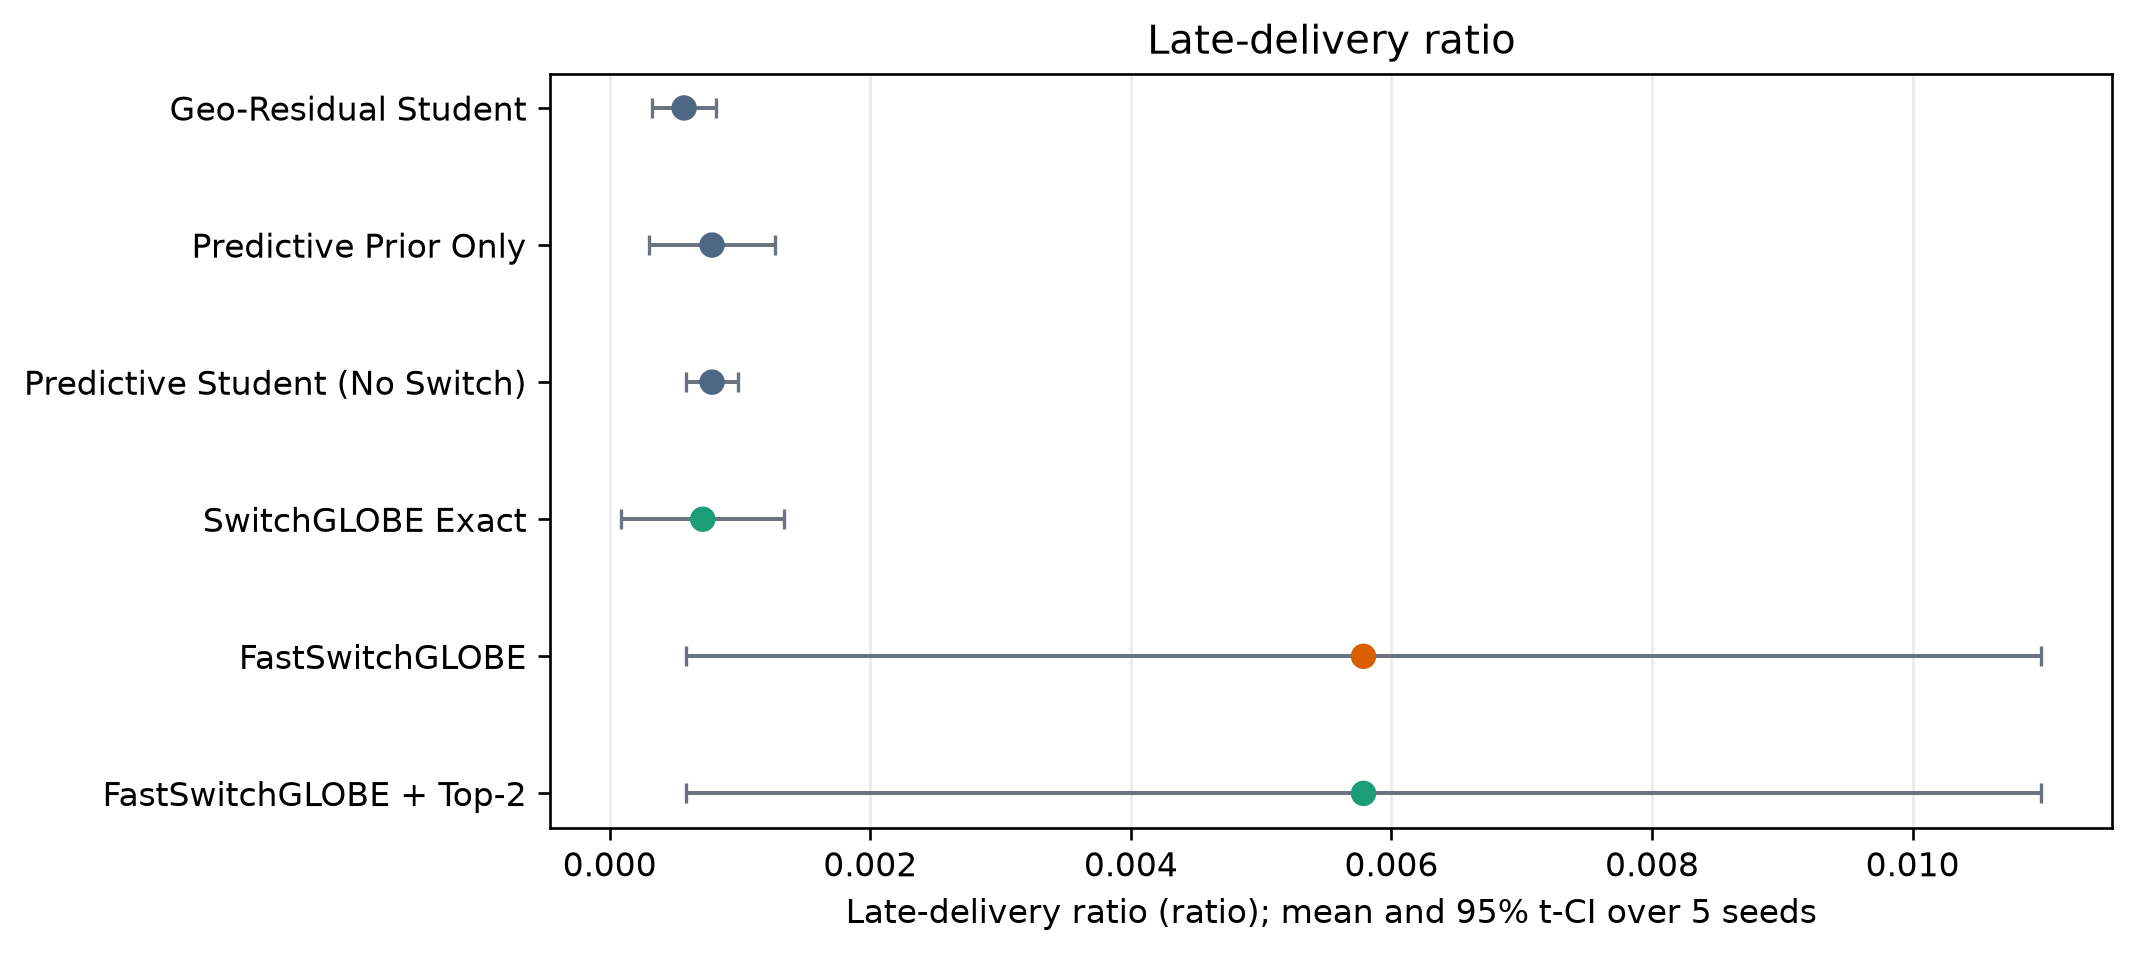 Late-delivery ratio
Geo-Residual Student
Predictive Prior Only
Predictive Student (No Switch)
SwitchGLOBE Exact
FastSwitchGLOBE
FastSwitchGLOBE + Top-2
0.000 0.002 0.004 0.006 0.008 0.010
Late-delivery ratio (ratio); mean and 95% t-CI over 5 seeds